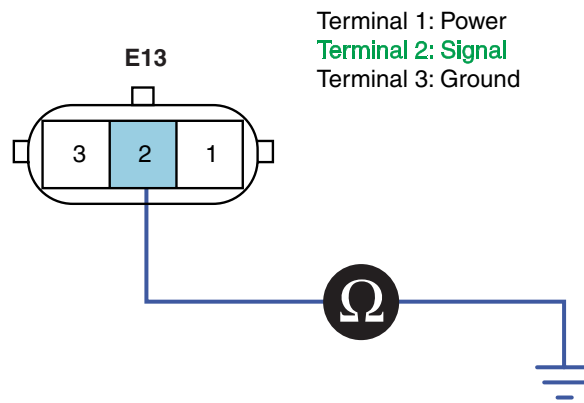 Terminal 1: Power
Terminal 2: Signal
Terminal 3: Ground
E13
3 2 1
Ω